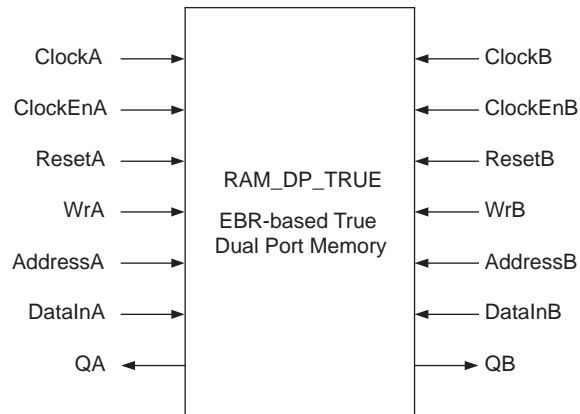 ClockA
ClockEnA
ResetA
WrA
AddressA
DataInA
QA
RAM_DP_TRUE
EBR-based True
Dual Port Memory
ClockB
ClockEnB
ResetB
WrB
AddressB
DataInB
QB